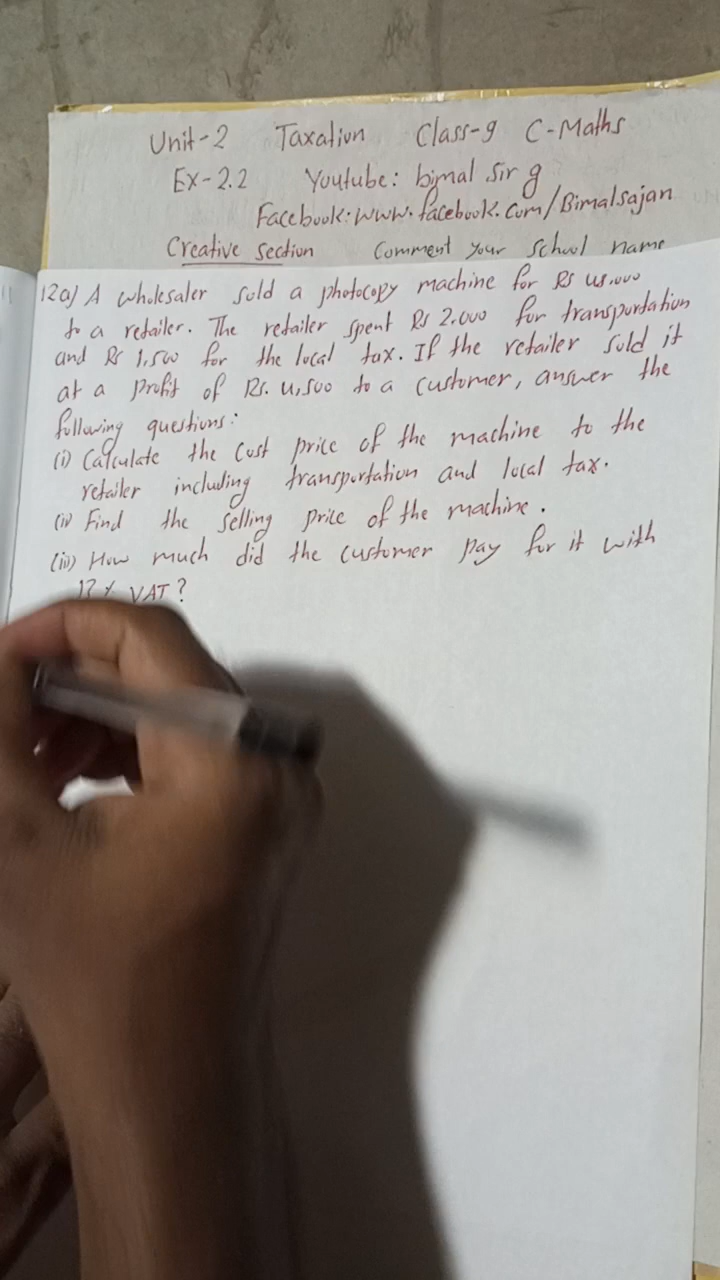 Unit-2 Taxation Class-9 C-Maths
Ex-2.2 Youtube: bimal sir g
Facebook: www.facebook.com/Bimalsajan
Creative section Comment your school name
12a) A wholesaler sold a photocopy machine for Rs 48,000
to a retailer. The retailer spent Rs 2,000 for transportation
and Rs 1,500 for the local tax. If the retailer sold it
at a profit of Rs. 4,500 to a customer, answer the
following questions:
(i) Calculate the cost price of the machine to the
retailer including transportation and local tax.
(ii) Find the selling price of the machine.
(iii) How much did the customer pay for it with
VAT?